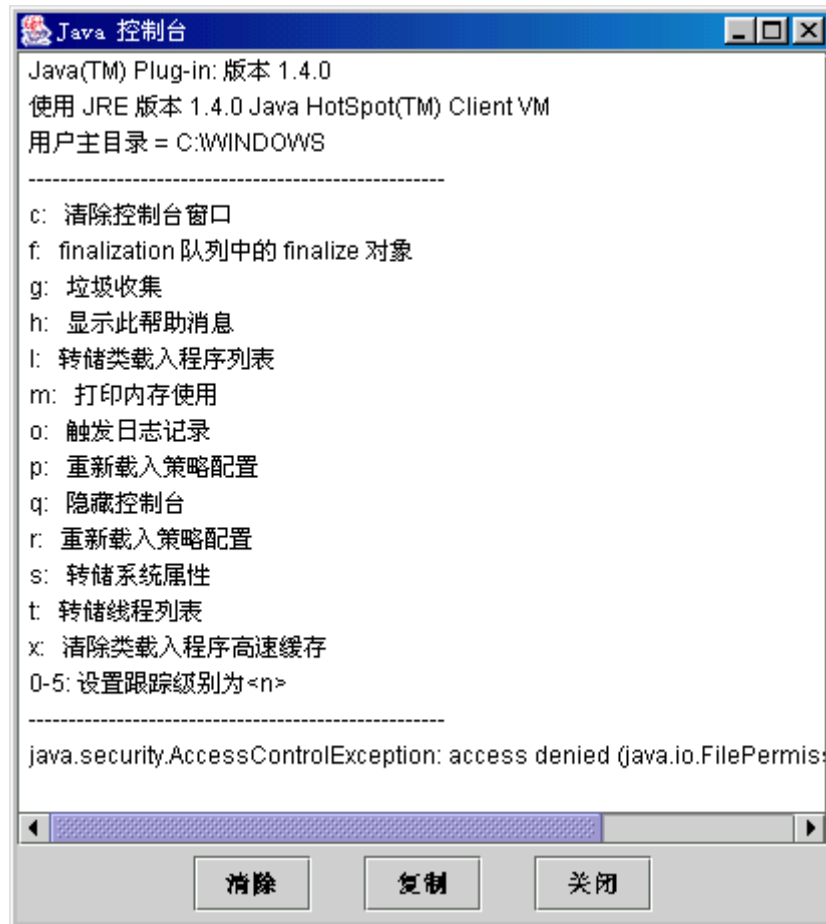 Java 控制台
Java(TM) Plug-in: 版本 1.4.0
使用 JRE 版本 1.4.0 Java HotSpot(TM) Client VM
用户主目录 = C:\WINDOWS
----------------------------------------------------
c: 清除控制台窗口
f: finalization 队列中的 finalize 对象
g: 垃圾收集
h: 显示此帮助消息
l: 转储类载入程序列表
m: 打印内存使用
o: 触发日志记录
p: 重新载入策略配置
q: 隐藏控制台
r: 重新载入策略配置
s: 转储系统属性
t: 转储线程列表
x: 清除类载入程序高速缓存
0-5: 设置跟踪级别为<n>
----------------------------------------------------
java.security.AccessControlException: access denied (java.io.FilePermis
清除 复制 关闭